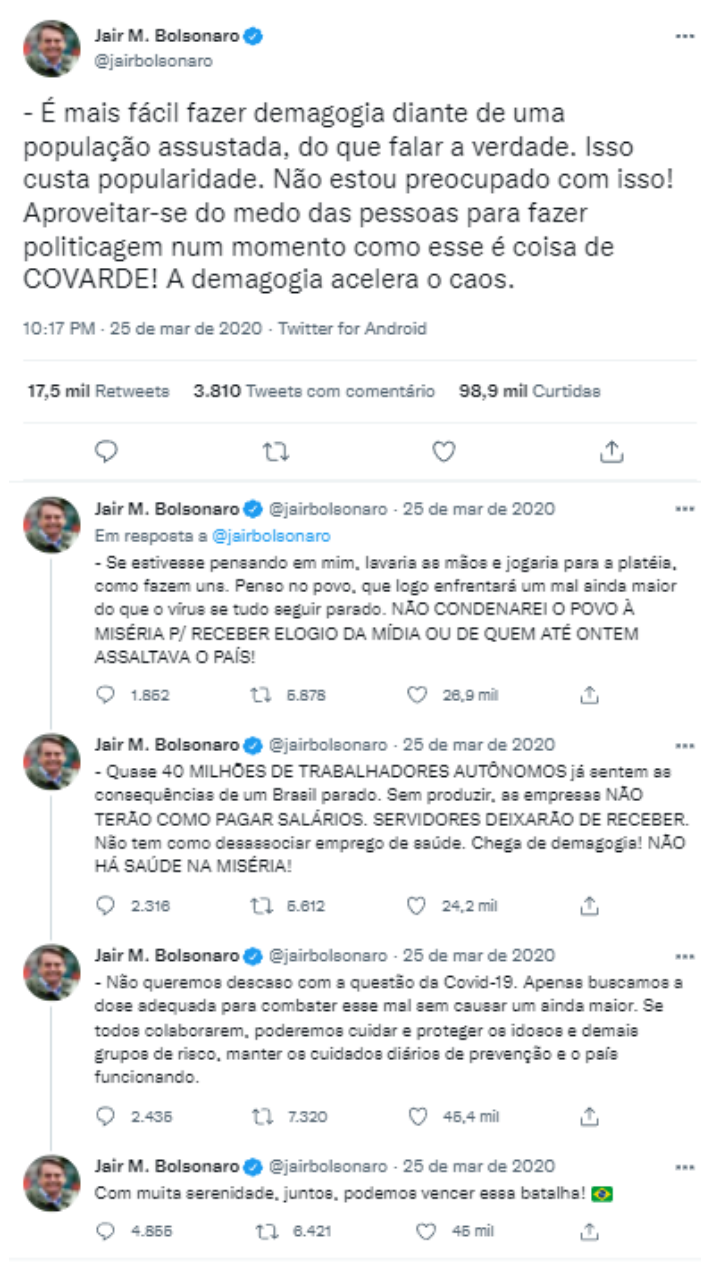 Jair M. Bolsonaro
@jairbolsonaro
- É mais fácil fazer demagogia diante de uma
população assustada, do que falar a verdade. Isso
custa popularidade. Não estou preocupado com isso!
Aproveitar-se do medo das pessoas para fazer
politicagem num momento como esse é coisa de
COVARDE! A demagogia acelera o caos.
10:17 PM · 25 de mar de 2020 · Twitter for Android
17,5 mil Retweets 3.810 Tweets com comentário 98,9 mil Curtidas
Jair M. Bolsonaro @jairbolsonaro · 25 de mar de 2020
Em resposta a @jairbolsonaro
- Se estivesse pensando em mim, lavaria as mãos e jogaria para a platéia,
como fazem uns. Penso no povo, que logo enfrentará um mal ainda maior
do que o vírus se tudo seguir parado. NÃO CONDENAREI O POVO À
MISÉRIA P/ RECEBER ELOGIO DA MÍDIA OU DE QUEM ATÉ ONTEM
ASSALTAVA O PAÍS!
1.852 5.878 26,9 mil
Jair M. Bolsonaro @jairbolsonaro · 25 de mar de 2020
- Quase 40 MILHÕES DE TRABALHADORES AUTÔNOMOS já sentem as
consequências de um Brasil parado. Sem produzir, as empresas NÃO
TERÃO COMO PAGAR SALÁRIOS. SERVIDORES DEIXARÃO DE RECEBER.
Não tem como desassociar emprego de saúde. Chega de demagogia! NÃO
HÁ SAÚDE NA MISÉRIA!
2.316 5.612 24,2 mil
Jair M. Bolsonaro @jairbolsonaro · 25 de mar de 2020
- Não queremos descaso com a questão da Covid-19. Apenas buscamos a
dose adequada para combater esse mal sem causar um ainda maior. Se
todos colaborarem, poderemos cuidar e proteger os idosos e demais
grupos de risco, manter os cuidados diários de prevenção e o país
funcionando.
2.435 7.320 45,4 mil
Jair M. Bolsonaro @jairbolsonaro · 25 de mar de 2020
Com muita serenidade, juntos, podemos vencer essa batalha! 🇧🇷
4.855 6.421 45 mil